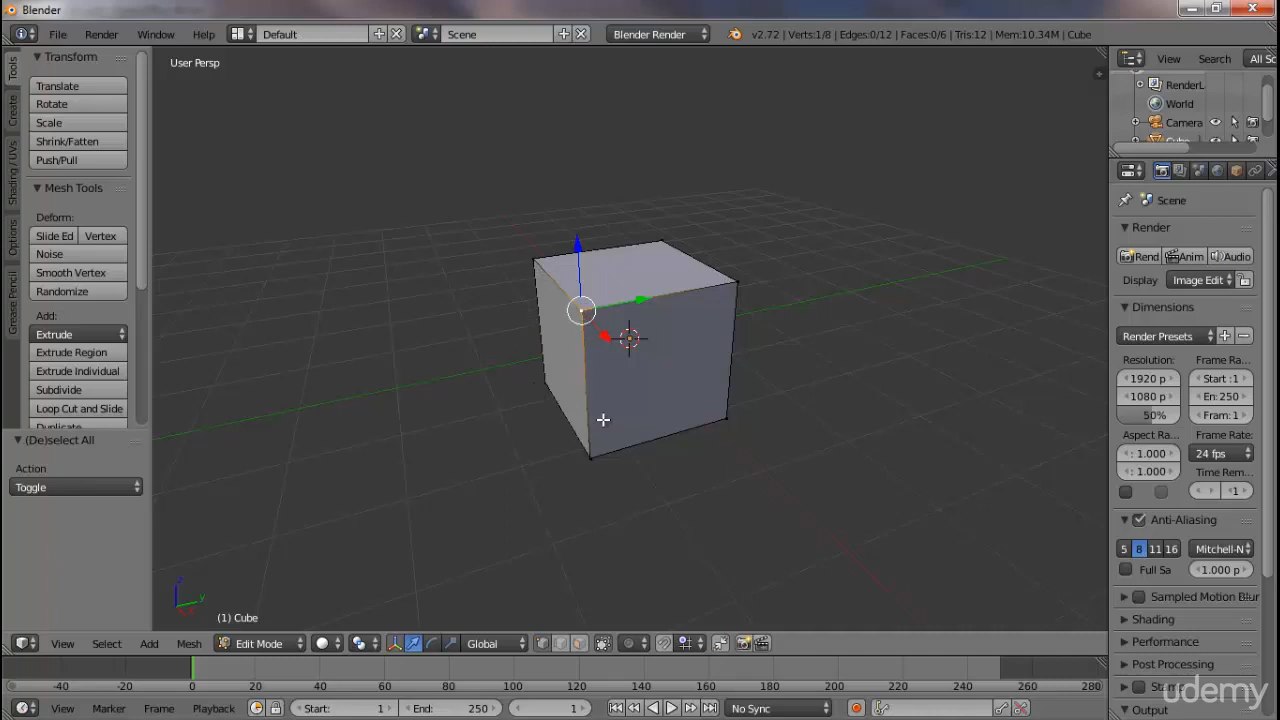 Blender
File Render Window Help Default Scene Blender Render v2.72 | Verts:1/8 | Edges:0/12 | Faces:0/6 | Tris:12 | Mem:10.34M | Cube
Tools
Create
Shading / UVs
Options
Grease Pencil
Transform
Translate
Rotate
Scale
Shrink/Fatten
Push/Pull
Mesh Tools
Deform:
Slide Ed Vertex
Noise
Smooth Vertex
Randomize
Add:
Extrude
Extrude Region
Extrude Individual
Subdivide
Loop Cut and Slide
Duplicate
(De)select All
Action
Toggle
User Persp
(1) Cube
View Search All Sc
RenderL
World
Camera
Cube
Scene
Render
Rend Anim Audio
Display Image Edit
Dimensions
Render Presets
Resolution: Frame Ra...
1920 p Start :1
1080 p En: 250
50% Fram: 1
Aspect Ra... Frame Rate:
: 1.000 24 fps
: 1.000 Time Rem...
1
Anti-Aliasing
5 8 11 16 Mitchell-N
Full Sa 1.000 p
Sampled Motion Blur
Shading
Performance
Post Processing
Stamp
Output
View Select Add Mesh Edit Mode Global
-40 -20 0 20 40 60 80 100 120 140 160 180 200 220 240 260 280
View Marker Frame Playback Start: 1 End: 250 1 No Sync
udemy